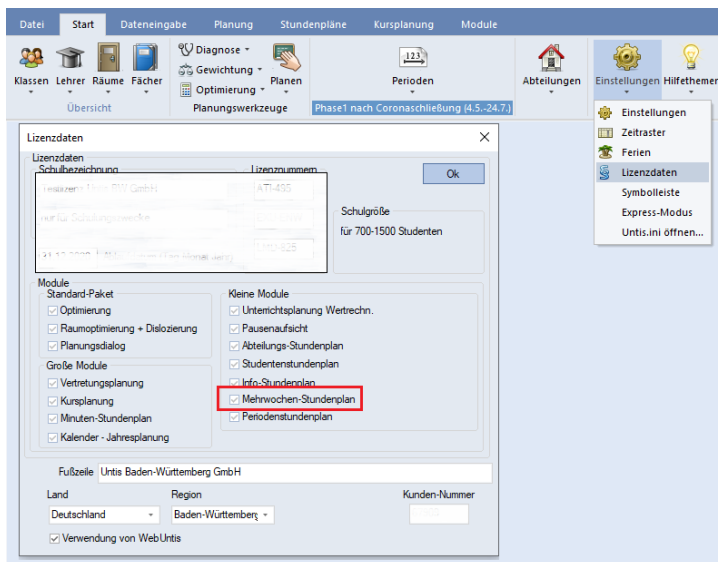 Datei Start Dateneingabe Planung Stundenpläne Kursplanung Module
Diagnose
Gewichtung
Optimierung
Klassen Lehrer Räume Fächer Planen Perioden Abteilungen Einstellungen Hilfethemen
123
Übersicht Planungswerkzeuge Phase1 nach Coronaschließung (4.5.-24.7.)
Einstellungen
Zeitraster
Ferien
Lizenzdaten
Symbolleiste
Express-Modus
Untis.ini öffnen...
Lizenzdaten
Lizenzdaten
Schulbezeichnung Lizenznummern
Ok
Schulgröße
für 700-1500 Studenten
Module
Standard-Paket
Optimierung
Raumoptimierung + Dislozierung
Planungsdialog
Große Module
Vertretungsplanung
Kursplanung
Minuten-Stundenplan
Kalender - Jahresplanung
Kleine Module
Unterrichtsplanung Wertrechn.
Pausenaufsicht
Abteilungs-Stundenplan
Studentenstundenplan
Info-Stundenplan
Mehrwochen-Stundenplan
Periodenstundenplan
Fußzeile Untis Baden-Württemberg GmbH
Land Region Kunden-Nummer
Deutschland Baden-Württemberg
Verwendung von WebUntis